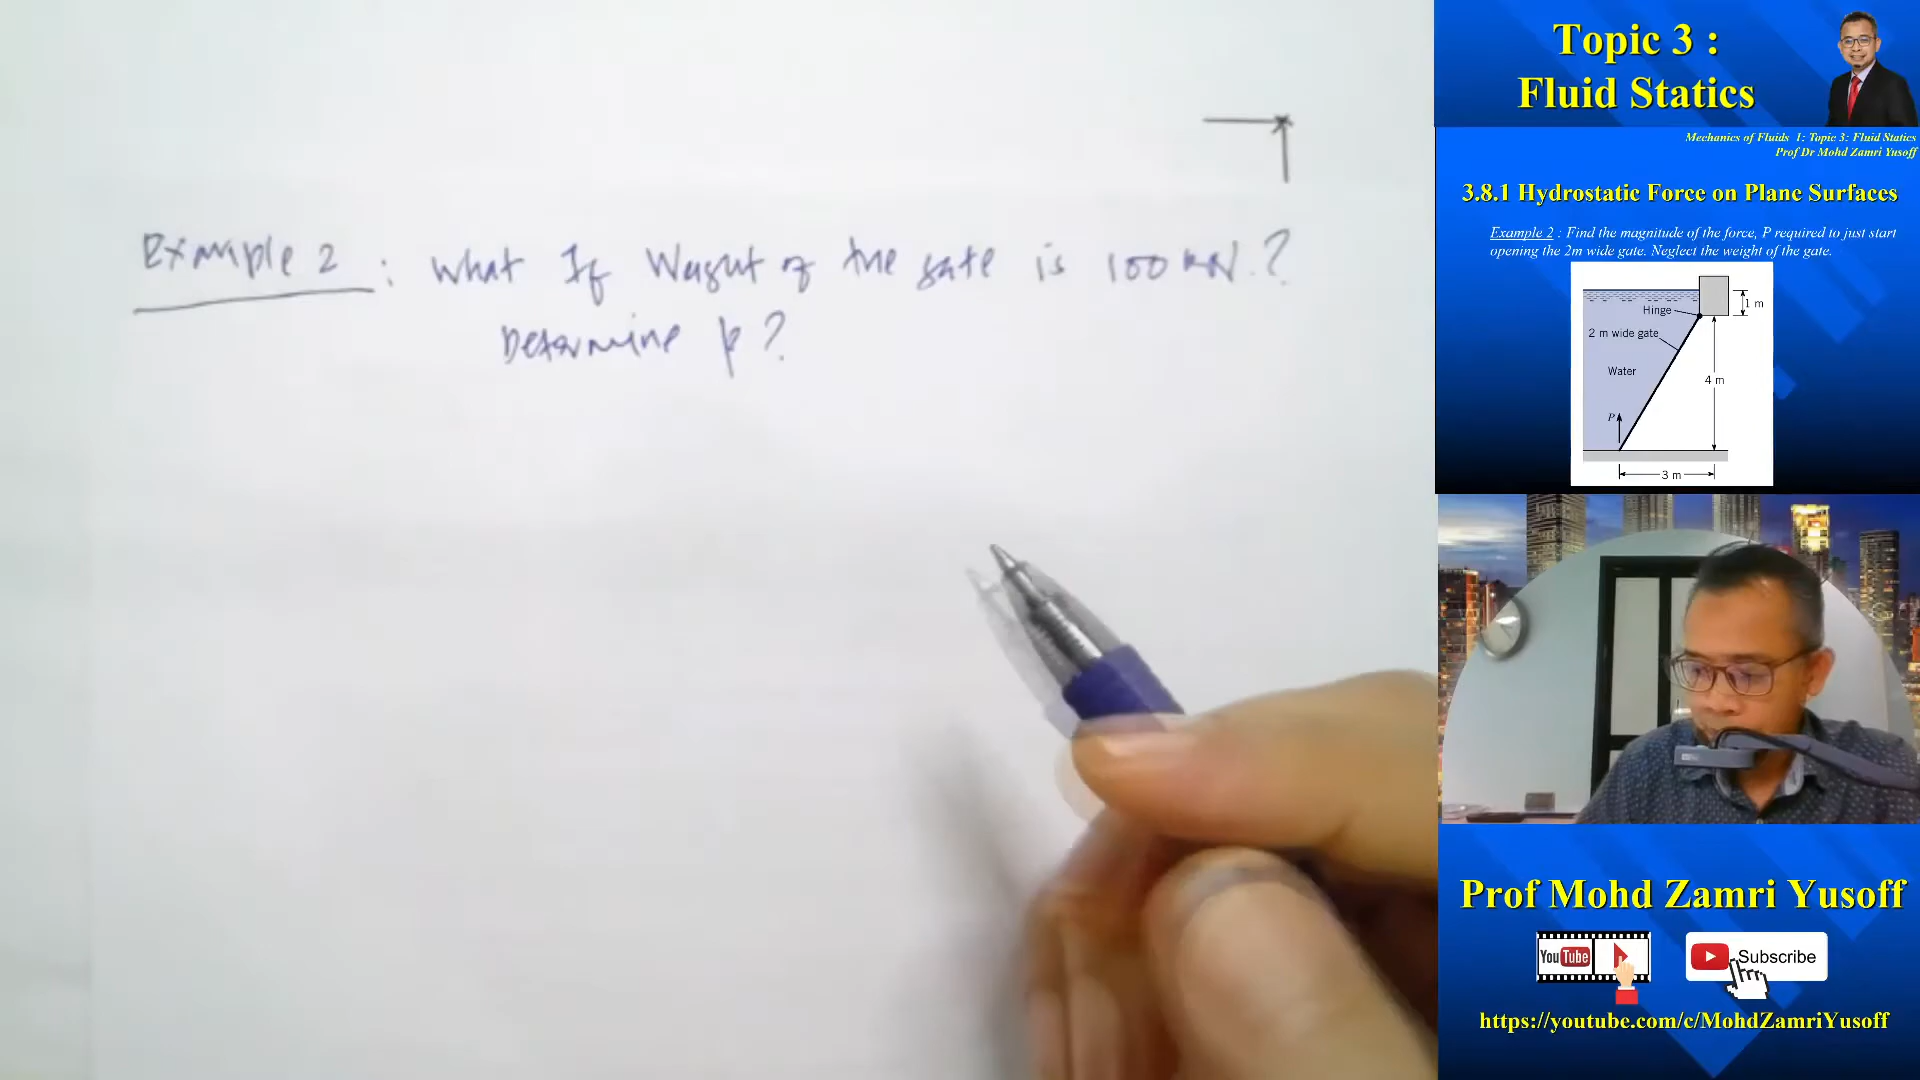 Example 2 : What If Weight of the gate is 100 kN.?
Determine P?
Topic 3 :
Fluid Statics
Mechanics of Fluids 1: Topic 3: Fluid Statics
Prof Dr Mohd Zamri Yusoff
3.8.1 Hydrostatic Force on Plane Surfaces
Example 2 : Find the magnitude of the force, P required to just start
opening the 2m wide gate. Neglect the weight of the gate.
1 m
Hinge
2 m wide gate
Water
4 m
P
3 m
Prof Mohd Zamri Yusoff
YouTube
Subscribe
https://youtube.com/c/MohdZamriYusoff